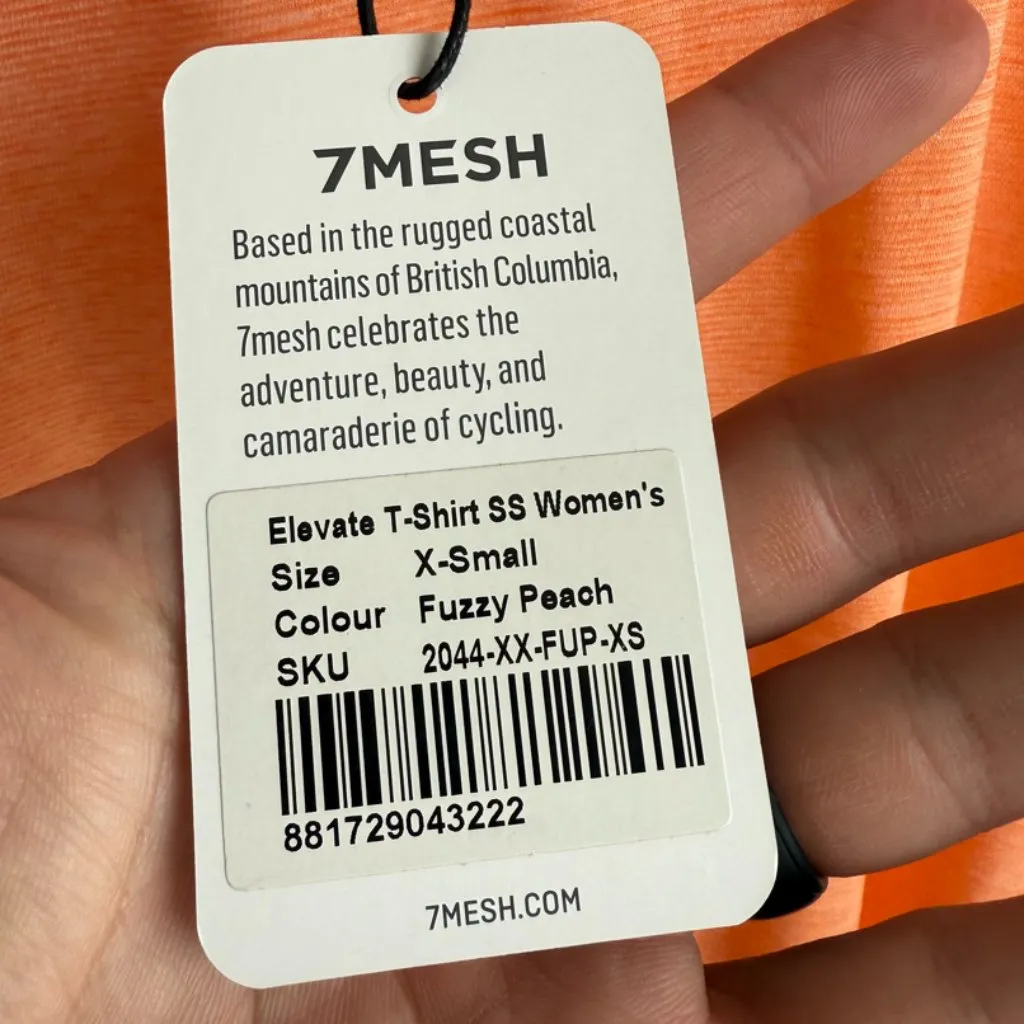 7MESH
Based in the rugged coastal
mountains of British Columbia,
7mesh celebrates the
adventure, beauty, and
camaraderie of cycling.
Elevate T-Shirt SS Women's
Size X-Small
Colour Fuzzy Peach
SKU 2044-XX-FUP-XS
881729043222
7MESH.COM